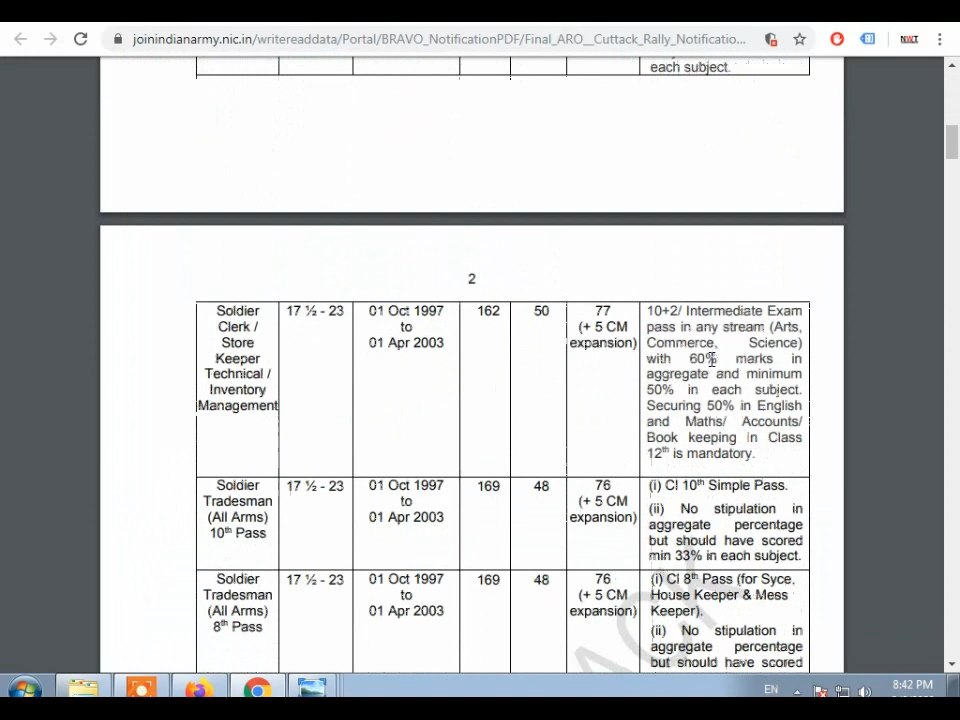 joinindianarmy.nic.in/writereaddata/Portal/BRAVO_NotificationPDF/Final_ARO__Cuttack_Rally_Notificatio...
NWT
each subject.
2
Soldier
Clerk /
Store
Keeper
Technical /
Inventory
Management
17 ½ - 23
01 Oct 1997
to
01 Apr 2003
162
50
77
(+ 5 CM
expansion)
10+2/ Intermediate Exam
pass in any stream (Arts,
Commerce, Science)
with 60% marks in
aggregate and minimum
50% in each subject.
Securing 50% in English
and Maths/ Accounts/
Book keeping in Class
12th is mandatory.
Soldier
Tradesman
(All Arms)
10th Pass
17 ½ - 23
01 Oct 1997
to
01 Apr 2003
169
48
76
(+ 5 CM
expansion)
(i) Cl 10th Simple Pass.
(ii) No stipulation in
aggregate percentage
but should have scored
min 33% in each subject.
Soldier
Tradesman
(All Arms)
8th Pass
17 ½ - 23
01 Oct 1997
to
01 Apr 2003
169
48
76
(+ 5 CM
expansion)
(i) Cl 8th Pass (for Syce,
House Keeper & Mess
Keeper).
(ii) No stipulation in
aggregate percentage
but should have scored
ACK
EN
8:42 PM